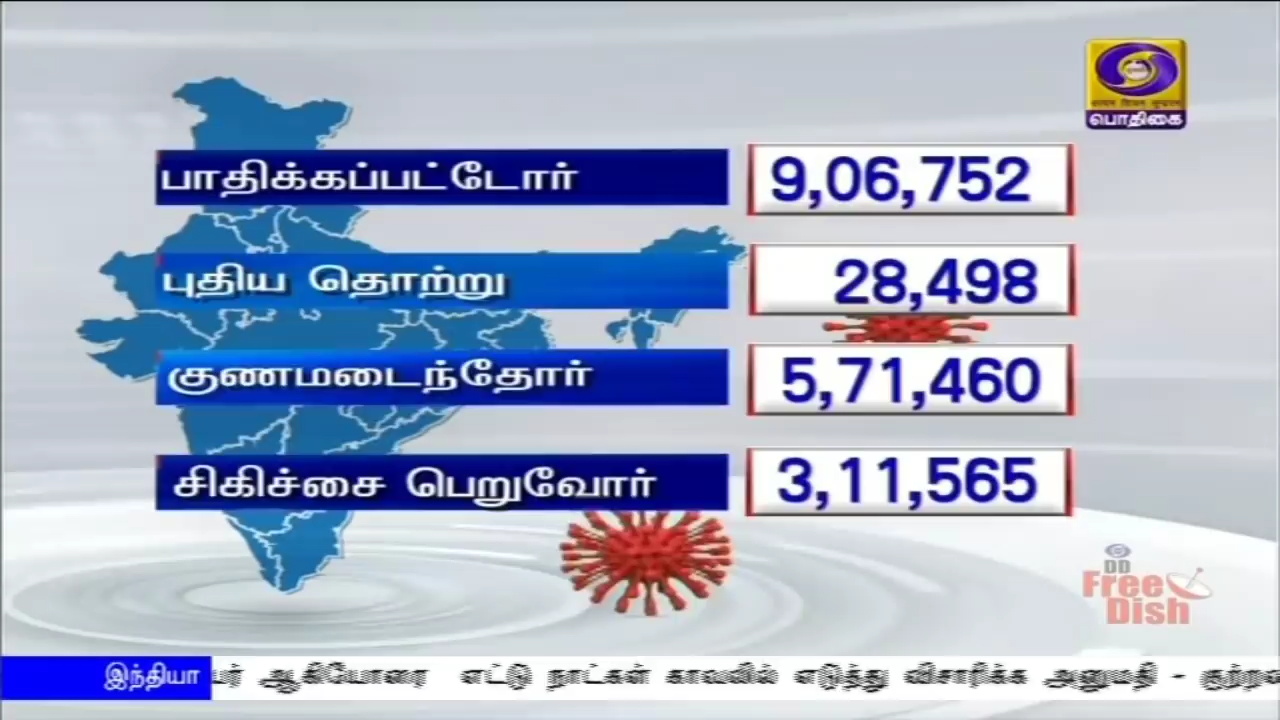 பொதிகை
பாதிக்கப்பட்டோர் 9,06,752
புதிய தொற்று 28,498
குணமடைந்தோர் 5,71,460
சிகிச்சை பெறுவோர் 3,11,565
DD
Free
Dish
இந்தியா யர் ஆகியோரை எட்டு நாட்கள் காவலில் எடுத்து விசாரிக்க அனுமதி -